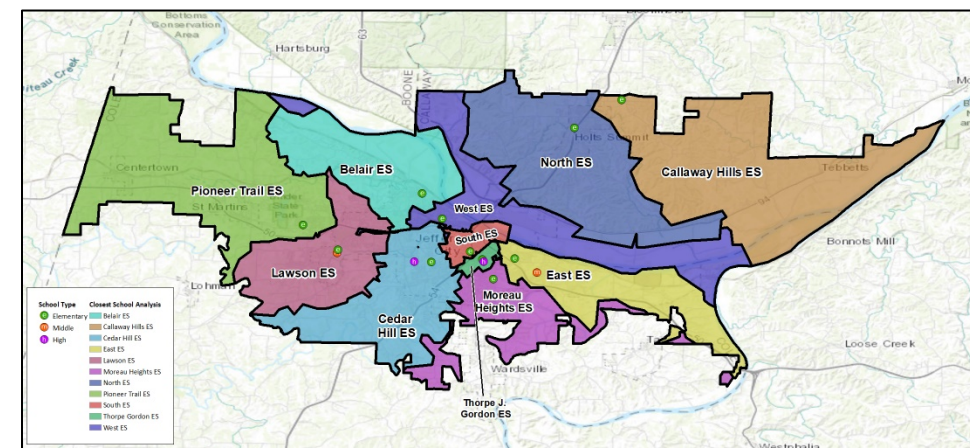 Bottoms
Conservation
Area
Hartsburg
63
BOONE
CALLAWAY
COLE
Holts Summit
North ES
Belair ES
Centertown
Callaway Hills ES
Tebbetts
Pioneer Trail ES
94
St Martins
West ES
South ES
Bonnots Mill
Lawson ES
East ES
Lohman
Moreau
Heights ES
Cedar
Hill ES
Loose Creek
Wardsville
Thorpe J.
Gordon ES
Westphalia
School Type
Elementary
Middle
High
Closest School Analysis
Belair ES
Callaway Hills ES
Cedar Hill ES
East ES
Lawson ES
Moreau Heights ES
North ES
Pioneer Trail ES
South ES
Thorpe Gordon ES
West ES